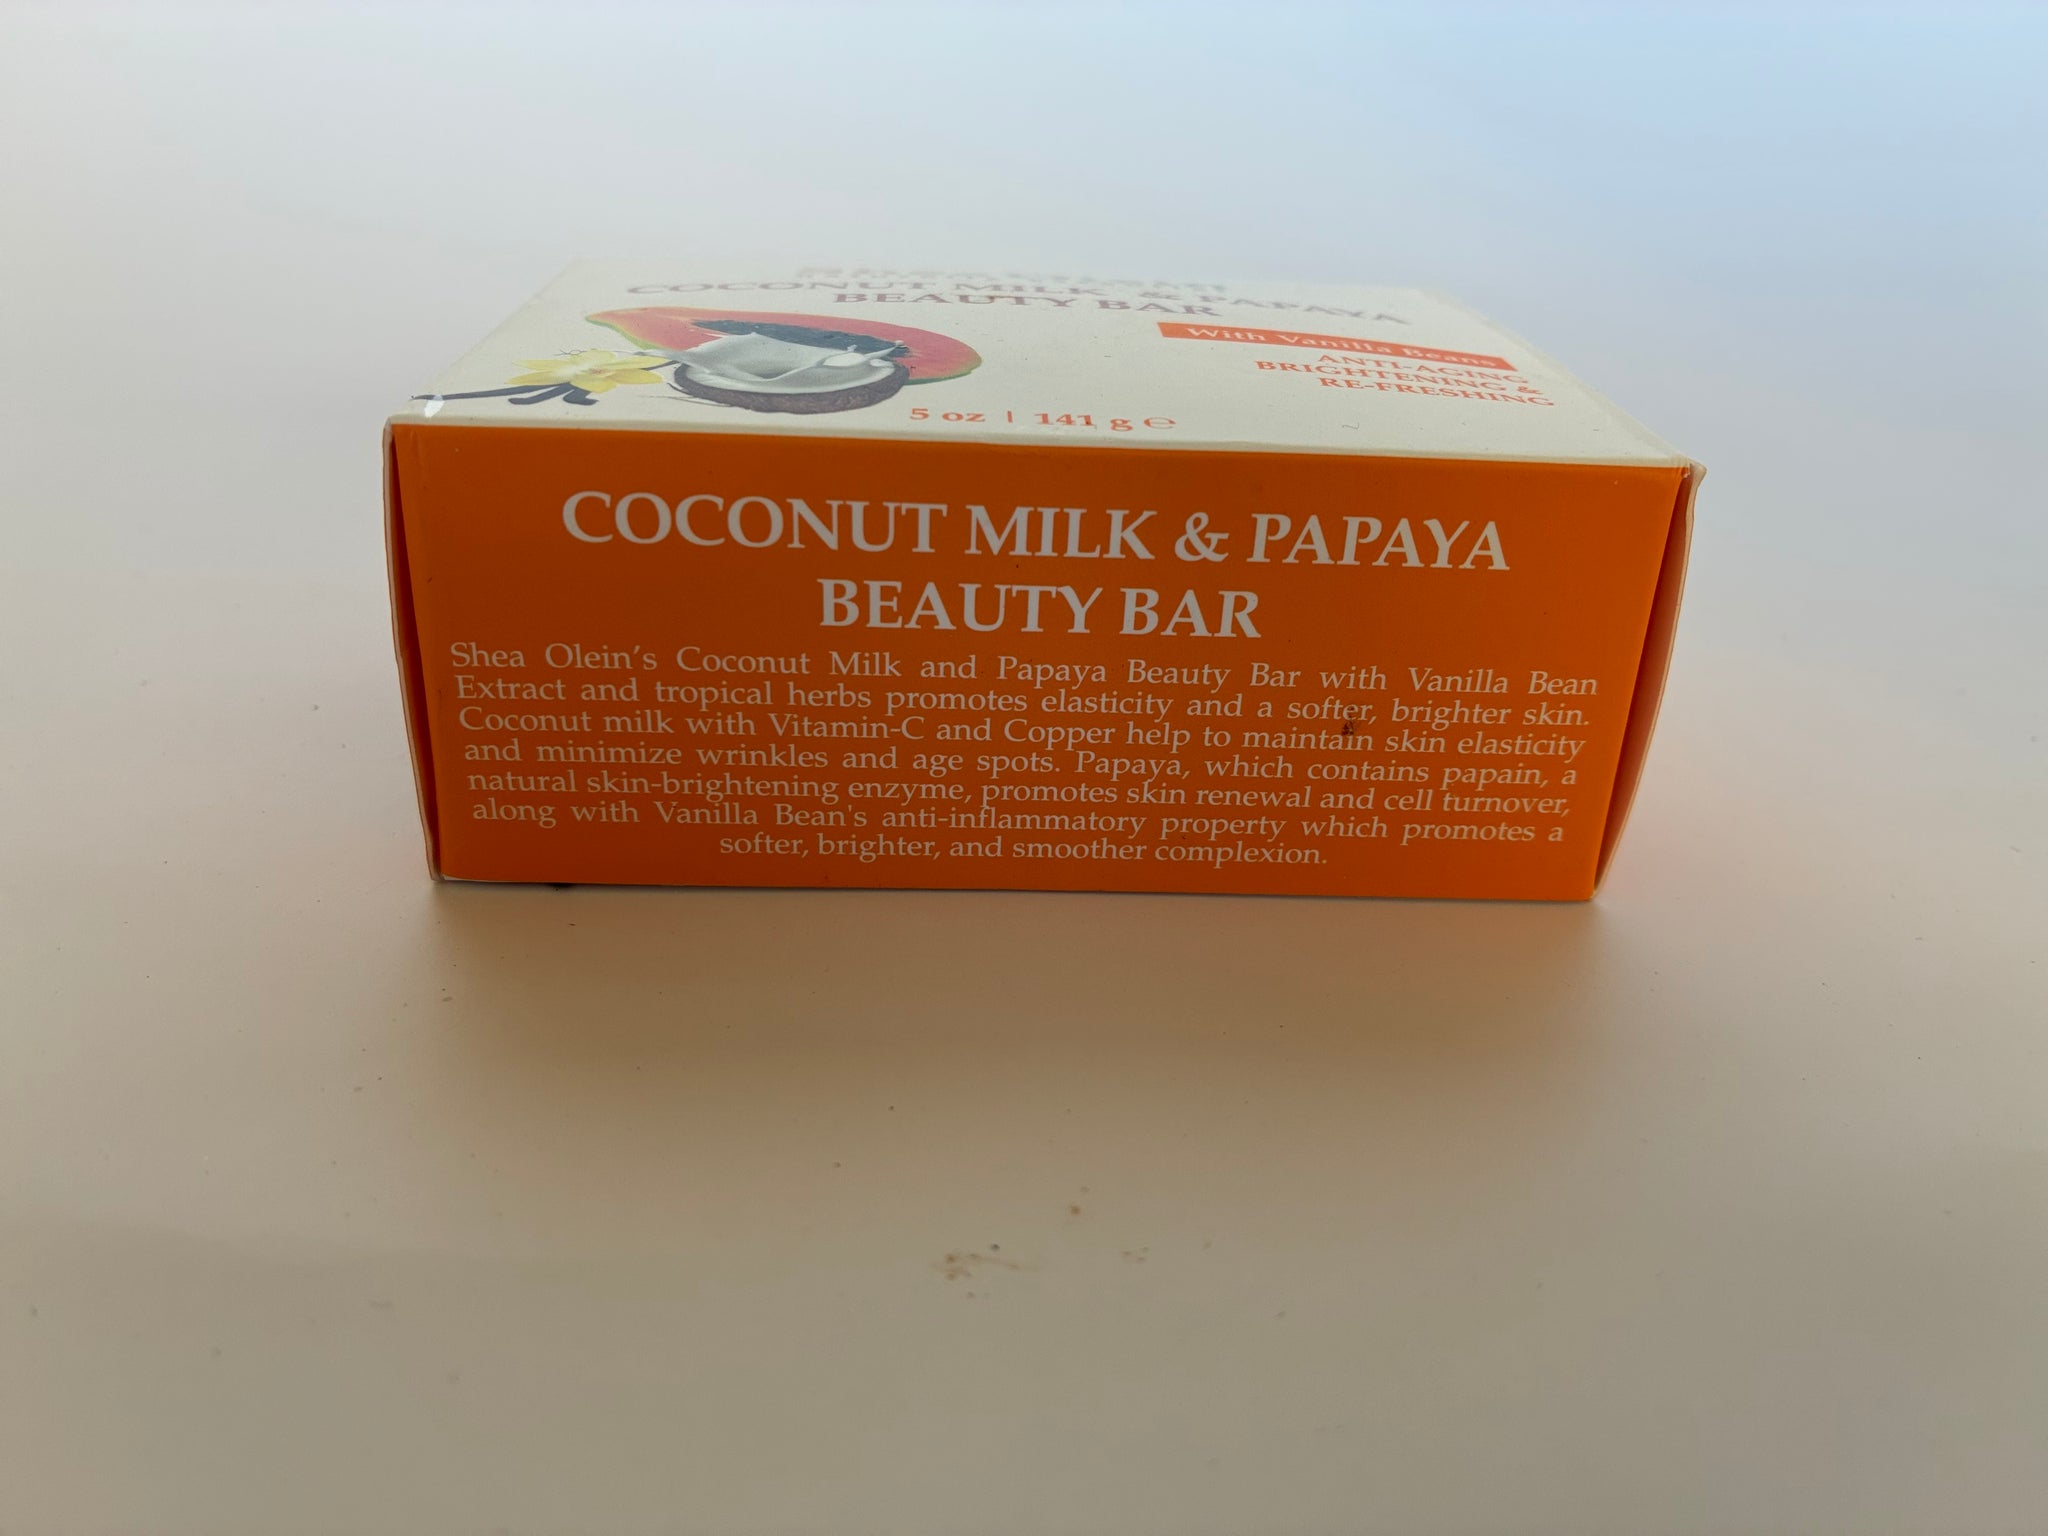 COCONUT MILK & PAPAYA
BEAUTY BAR
With Vanilla Beans
ANTI-AGING
BRIGHTENING &
RE-FRESHING
5 oz | 141 g ℮
COCONUT MILK & PAPAYA
BEAUTY BAR
Shea Olein’s Coconut Milk and Papaya Beauty Bar with Vanilla Bean
Extract and tropical herbs promotes elasticity and a softer, brighter skin.
Coconut milk with Vitamin-C and Copper help to maintain skin elasticity
and minimize wrinkles and age spots. Papaya, which contains papain, a
natural skin-brightening enzyme, promotes skin renewal and cell turnover,
along with Vanilla Bean's anti-inflammatory property which promotes a
softer, brighter, and smoother complexion.